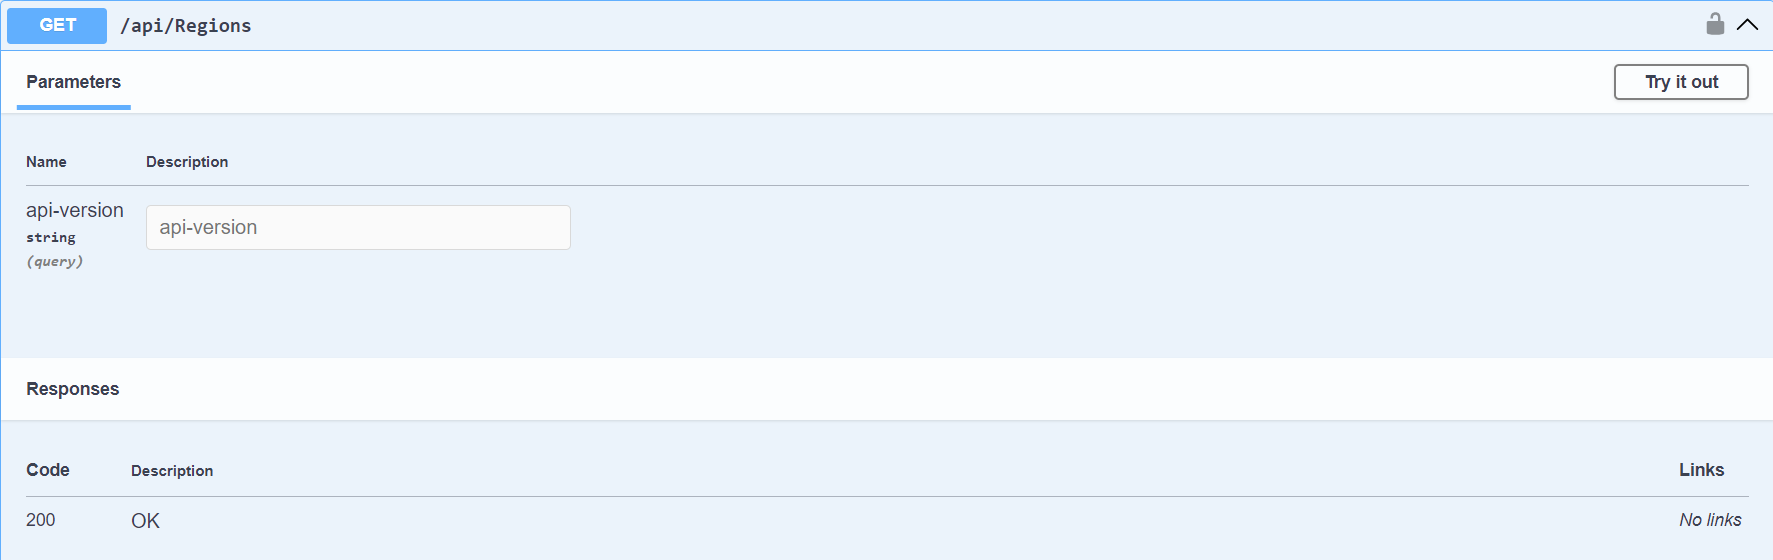 GET /api/Regions
Parameters
Try it out
Name Description
api-version
api-version
string
(query)
Responses
Code Description Links
200 OK No links